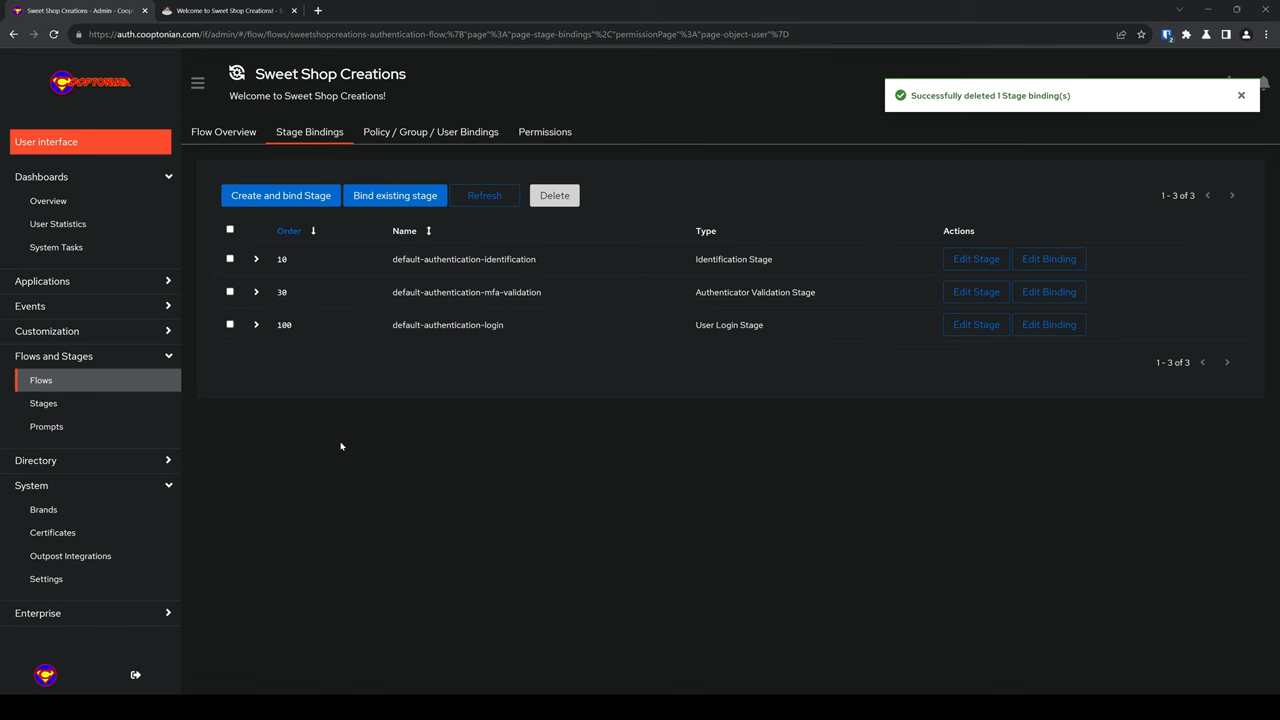 Sweet Shop Creations - Admin - Coop
Welcome to Sweet Shop Creations! - S
https://auth.cooptonian.com/if/admin/#/flow/flows/sweetshopcreations-authentication-flow;%7B"page"%3A"page-stage-bindings"%2C"permissionPage"%3A"page-object-user"%7D
COOPTONIAN
Sweet Shop Creations
Welcome to Sweet Shop Creations!
Successfully deleted 1 Stage binding(s)
Flow Overview Stage Bindings Policy / Group / User Bindings Permissions
User interface
Dashboards
Overview
User Statistics
System Tasks
Applications
Events
Customization
Flows and Stages
Flows
Stages
Prompts
Directory
System
Brands
Certificates
Outpost Integrations
Settings
Enterprise
Create and bind Stage Bind existing stage Refresh Delete 1 - 3 of 3
Order Name Type Actions
10 default-authentication-identification Identification Stage Edit Stage Edit Binding
30 default-authentication-mfa-validation Authenticator Validation Stage Edit Stage Edit Binding
100 default-authentication-login User Login Stage Edit Stage Edit Binding
1 - 3 of 3